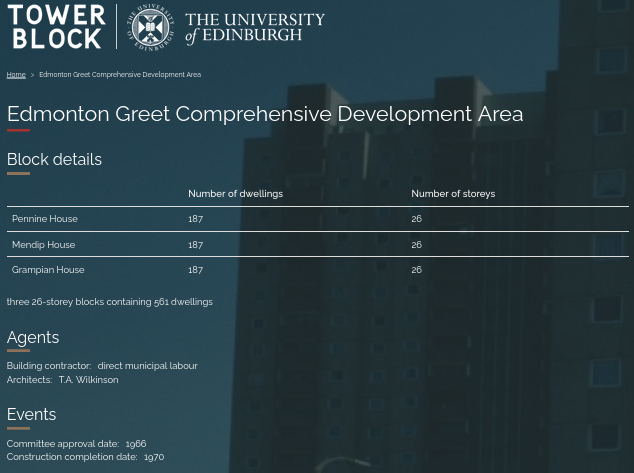 TOWER BLOCK
THE UNIVERSITY of EDINBURGH
Home > Edmonton Greet Comprehensive Development Area
Edmonton Greet Comprehensive Development Area
Block details
Number of dwellings Number of storeys
Pennine House 187 26
Mendip House 187 26
Grampian House 187 26
three 26-storey blocks containing 561 dwellings
Agents
Building contractor: direct municipal labour
Architects: T.A. Wilkinson
Events
Committee approval date: 1966
Construction completion date: 1970